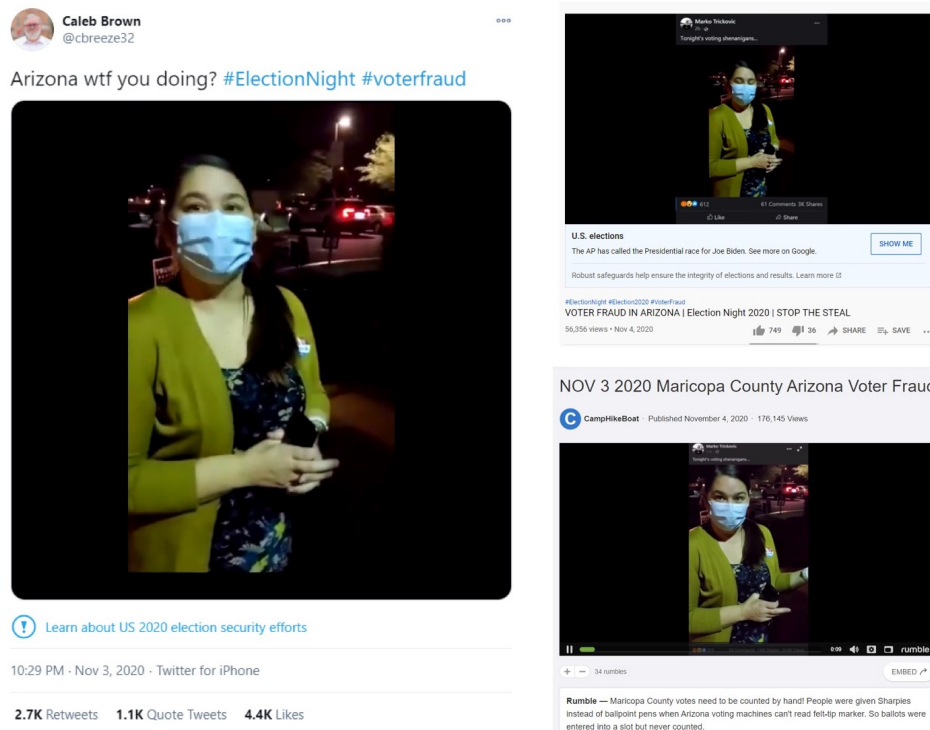 Caleb Brown
@cbreeze32
Arizona wtf you doing? #ElectionNight #voterfraud
Learn about US 2020 election security efforts
10:29 PM · Nov 3, 2020 · Twitter for iPhone
2.7K Retweets 1.1K Quote Tweets 4.4K Likes
Marko Trickovic
Tonight's voting shenanigans...
612 61 Comments 3K Shares
Like Share
U.S. elections
The AP has called the Presidential race for Joe Biden. See more on Google.
SHOW ME
Robust safeguards help ensure the integrity of elections and results. Learn more
#ElectionNight #Election2020 #VoterFraud
VOTER FRAUD IN ARIZONA | Election Night 2020 | STOP THE STEAL
56,356 views • Nov 4, 2020 749 36 SHARE SAVE
NOV 3 2020 Maricopa County Arizona Voter Fraud
C CampHikeBoat · Published November 4, 2020 · 176,145 Views
Marko Trickovic
Tonight's voting shenanigans...
0:09 rumble
+ − 34 rumbles EMBED
Rumble — Maricopa County votes need to be counted by hand! People were given Sharpies
instead of ballpoint pens when Arizona voting machines can't read felt-tip marker. So ballots were
entered into a slot but never counted.